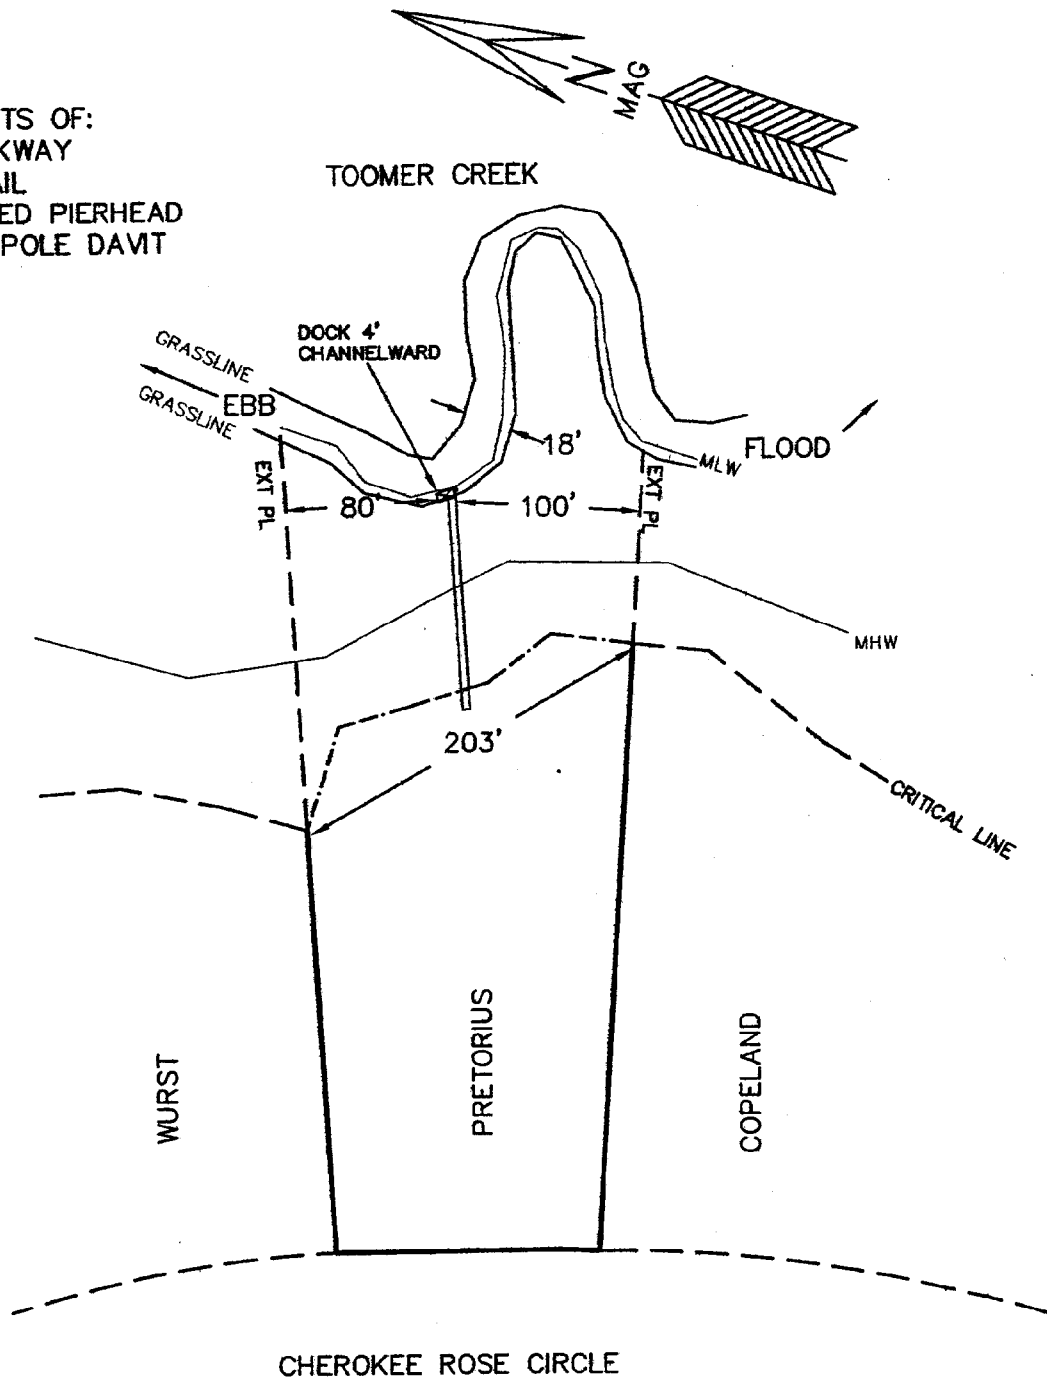 TS OF:
KWAY
AIL
ED PIERHEAD
POLE DAVIT
N
MAG
TOOMER CREEK
DOCK 4'
CHANNELWARD
GRASSLINE
GRASSLINE
EBB
18'
FLOOD
MLW
EXT PL
80'
100'
EXT PL
MHW
203'
CRITICAL LINE
WURST
PRETORIUS
COPELAND
CHEROKEE ROSE CIRCLE